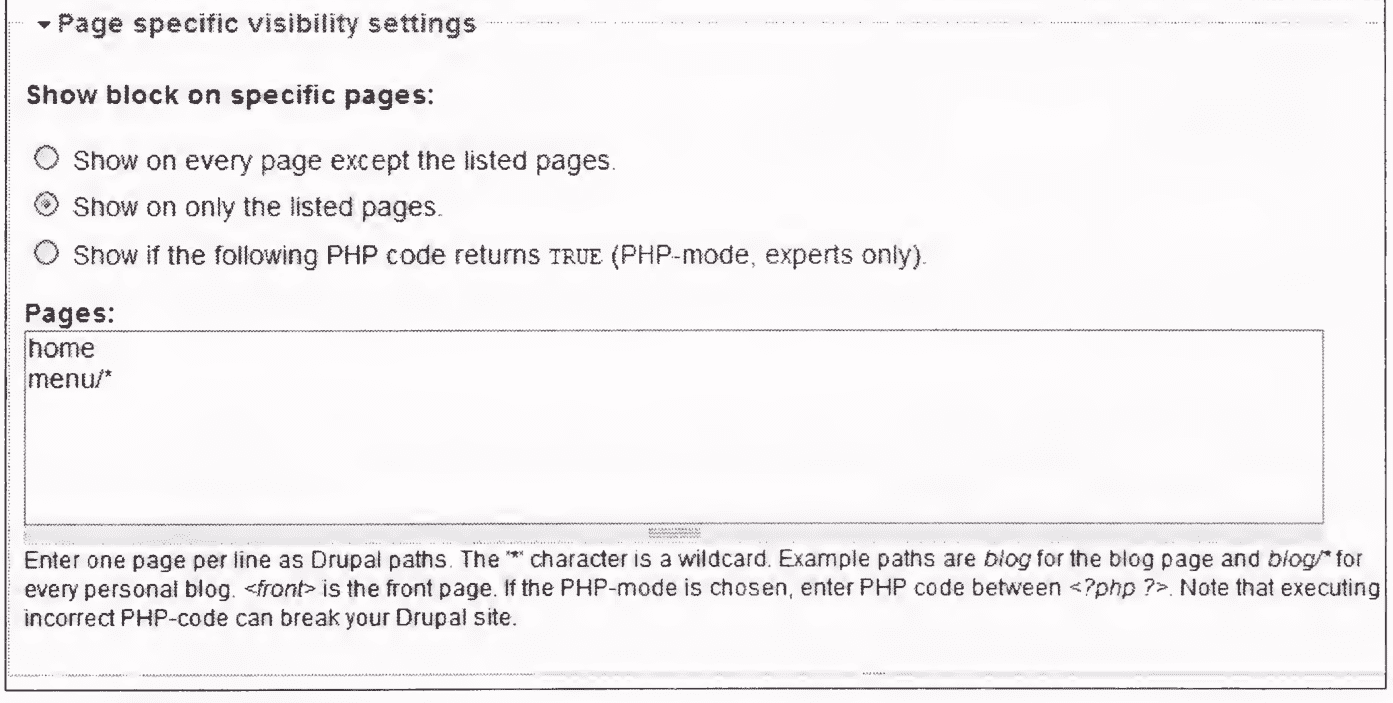 Page specific visibility settings
Show block on specific pages:
Show on every page except the listed pages.
Show on only the listed pages.
Show if the following PHP code returns TRUE (PHP-mode, experts only).
Pages:
home
menu/*
Enter one page per line as Drupal paths. The '*' character is a wildcard. Example paths are blog for the blog page and blog/* for
every personal blog. <front> is the front page. If the PHP-mode is chosen, enter PHP code between <?php ?>. Note that executing
incorrect PHP-code can break your Drupal site.